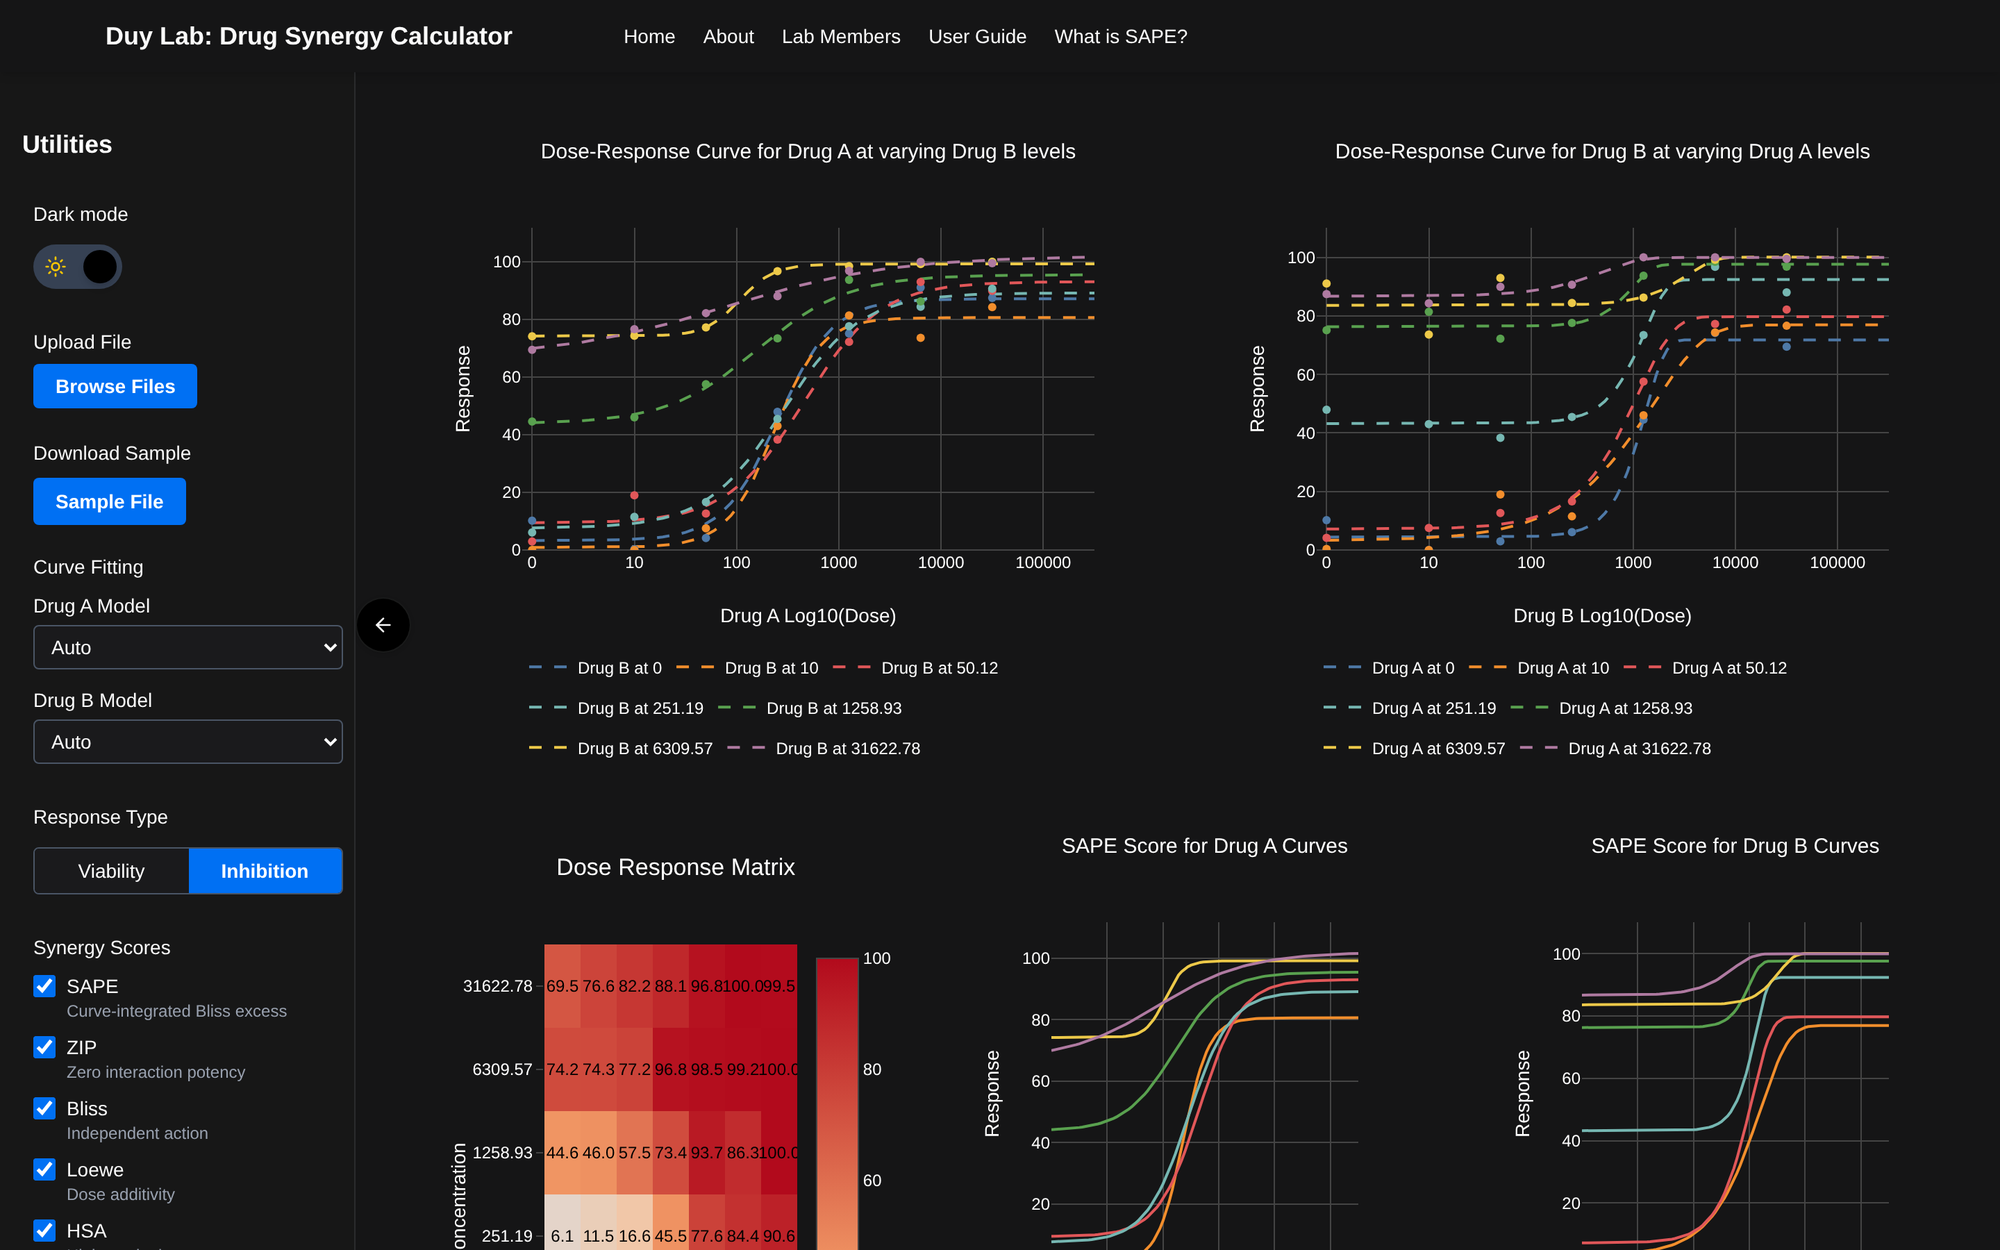 Duy Lab: Drug Synergy Calculator
Home About Lab Members User Guide What is SAPE?
Utilities
Dark mode
Upload File
Browse Files
Download Sample
Sample File
Curve Fitting
Drug A Model
Auto
Drug B Model
Auto
Response Type
Viability Inhibition
Synergy Scores
SAPE
Curve-integrated Bliss excess
ZIP
Zero interaction potency
Bliss
Independent action
Loewe
Dose additivity
HSA
Dose-Response Curve for Drug A at varying Drug B levels
Response
100
80
60
40
20
0
0 10 100 1000 10000 100000
Drug A Log10(Dose)
Drug B at 0 Drug B at 10 Drug B at 50.12
Drug B at 251.19 Drug B at 1258.93
Drug B at 6309.57 Drug B at 31622.78
Dose-Response Curve for Drug B at varying Drug A levels
Response
100
80
60
40
20
0
0 10 100 1000 10000 100000
Drug B Log10(Dose)
Drug A at 0 Drug A at 10 Drug A at 50.12
Drug A at 251.19 Drug A at 1258.93
Drug A at 6309.57 Drug A at 31622.78
Dose Response Matrix
31622.78 69.5 76.6 82.2 88.1 96.8 100.0 99.5
6309.57 74.2 74.3 77.2 96.8 98.5 99.2 100.0
1258.93 44.6 46.0 57.5 73.4 93.7 86.3 100.0
251.19 6.1 11.5 16.6 45.5 77.6 84.4 90.6
100
80
60
SAPE Score for Drug A Curves
Response
100
80
60
40
20
SAPE Score for Drug B Curves
Response
100
80
60
40
20